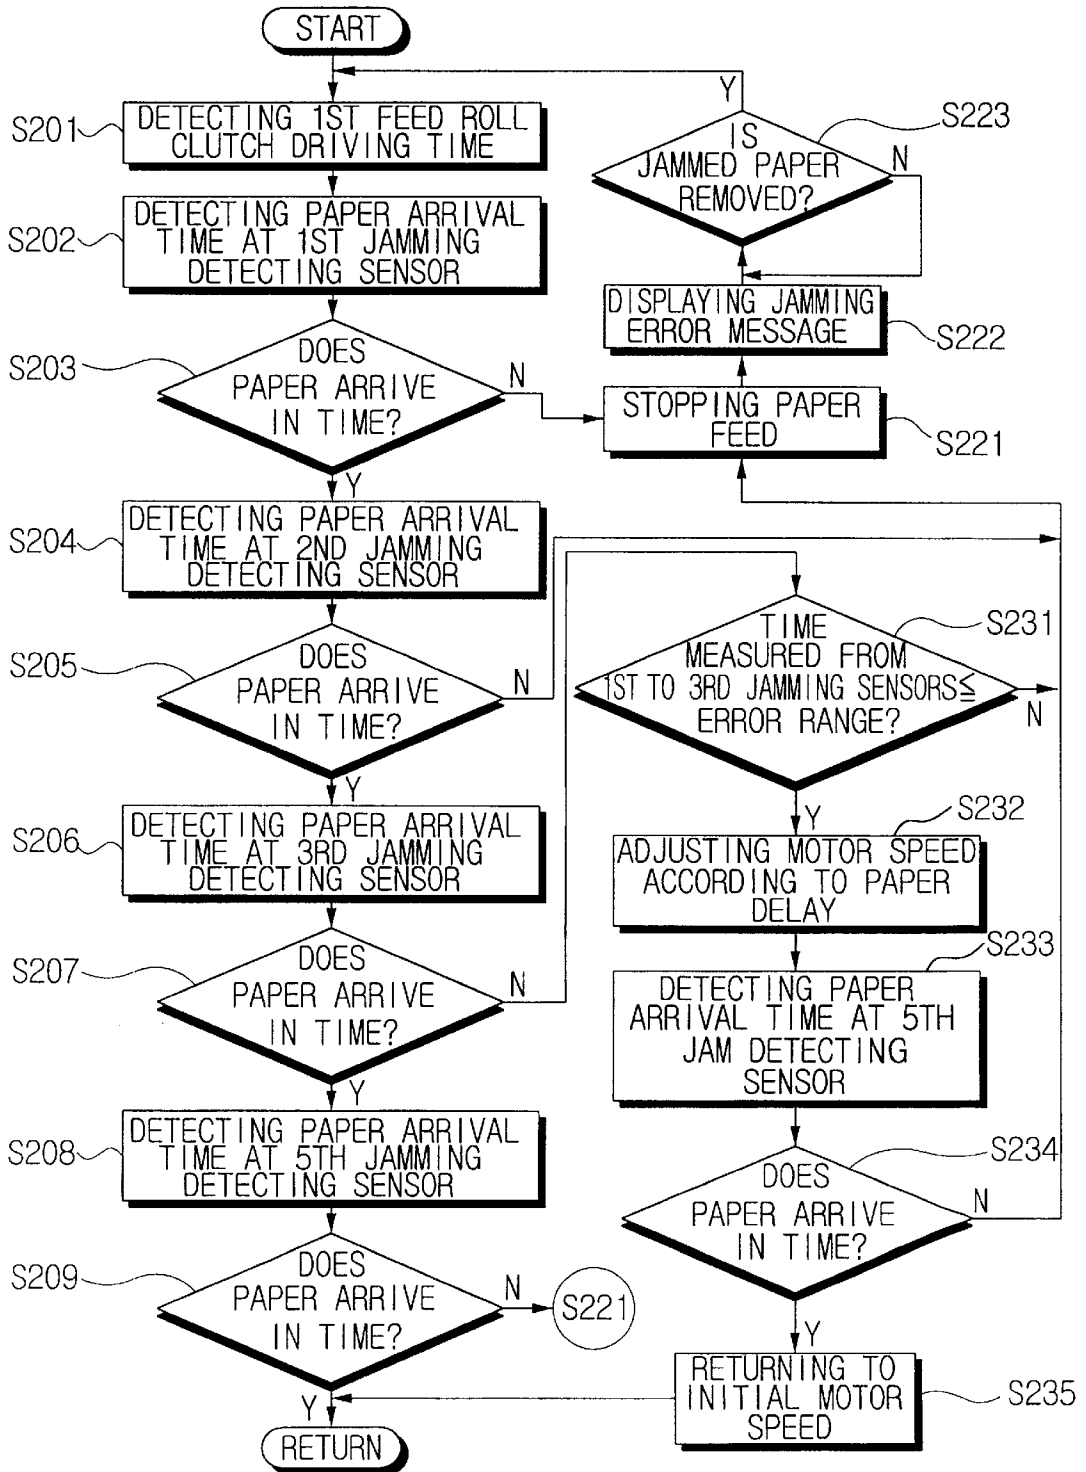 START
S201
DETECTING 1ST FEED ROLL
CLUTCH DRIVING TIME
S202
DETECTING PAPER ARRIVAL
TIME AT 1ST JAMMING
DETECTING SENSOR
S203
DOES
PAPER ARRIVE
IN TIME?
N
Y
S204
DETECTING PAPER ARRIVAL
TIME AT 2ND JAMMING
DETECTING SENSOR
S205
DOES
PAPER ARRIVE
IN TIME?
N
Y
S206
DETECTING PAPER ARRIVAL
TIME AT 3RD JAMMING
DETECTING SENSOR
S207
DOES
PAPER ARRIVE
IN TIME?
N
Y
S208
DETECTING PAPER ARRIVAL
TIME AT 5TH JAMMING
DETECTING SENSOR
S209
DOES
PAPER ARRIVE
IN TIME?
N
S221
Y
RETURN
Y
S223
IS
JAMMED PAPER
REMOVED?
N
DISPLAYING JAMMING
ERROR MESSAGE
S222
STOPPING PAPER
FEED
S221
S231
TIME
MEASURED FROM
1ST TO 3RD JAMMING SENSORS≦
ERROR RANGE?
N
Y
S232
ADJUSTING MOTOR SPEED
ACCORDING TO PAPER
DELAY
S233
DETECTING PAPER
ARRIVAL TIME AT 5TH
JAM DETECTING
SENSOR
S234
DOES
PAPER ARRIVE
IN TIME?
N
Y
RETURNING TO
INITIAL MOTOR
SPEED
S235